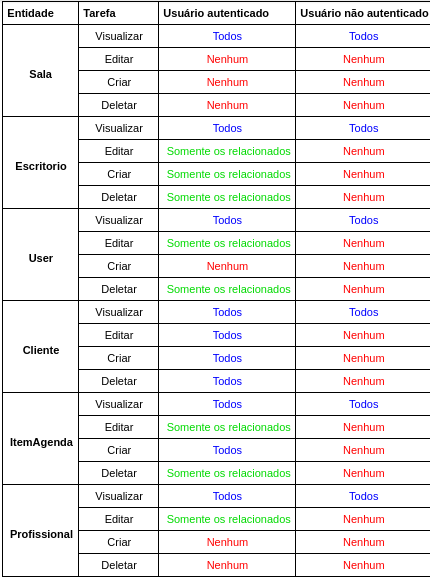 Entidade Tarefa Usuário autenticado Usuário não autenticado
Visualizar Todos Todos
Editar Nenhum Nenhum
Sala
Criar Nenhum Nenhum
Deletar Nenhum Nenhum
Visualizar Todos Todos
Editar Somente os relacionados Nenhum
Escritorio
Criar Somente os relacionados Nenhum
Deletar Somente os relacionados Nenhum
Visualizar Todos Todos
Editar Somente os relacionados Nenhum
User
Criar Nenhum Nenhum
Deletar Somente os relacionados Nenhum
Visualizar Todos Todos
Editar Todos Nenhum
Cliente
Criar Todos Nenhum
Deletar Todos Nenhum
Visualizar Todos Todos
Editar Somente os relacionados Nenhum
ItemAgenda
Criar Todos Nenhum
Deletar Somente os relacionados Nenhum
Visualizar Todos Todos
Editar Somente os relacionados Nenhum
Profissional
Criar Nenhum Nenhum
Deletar Nenhum Nenhum